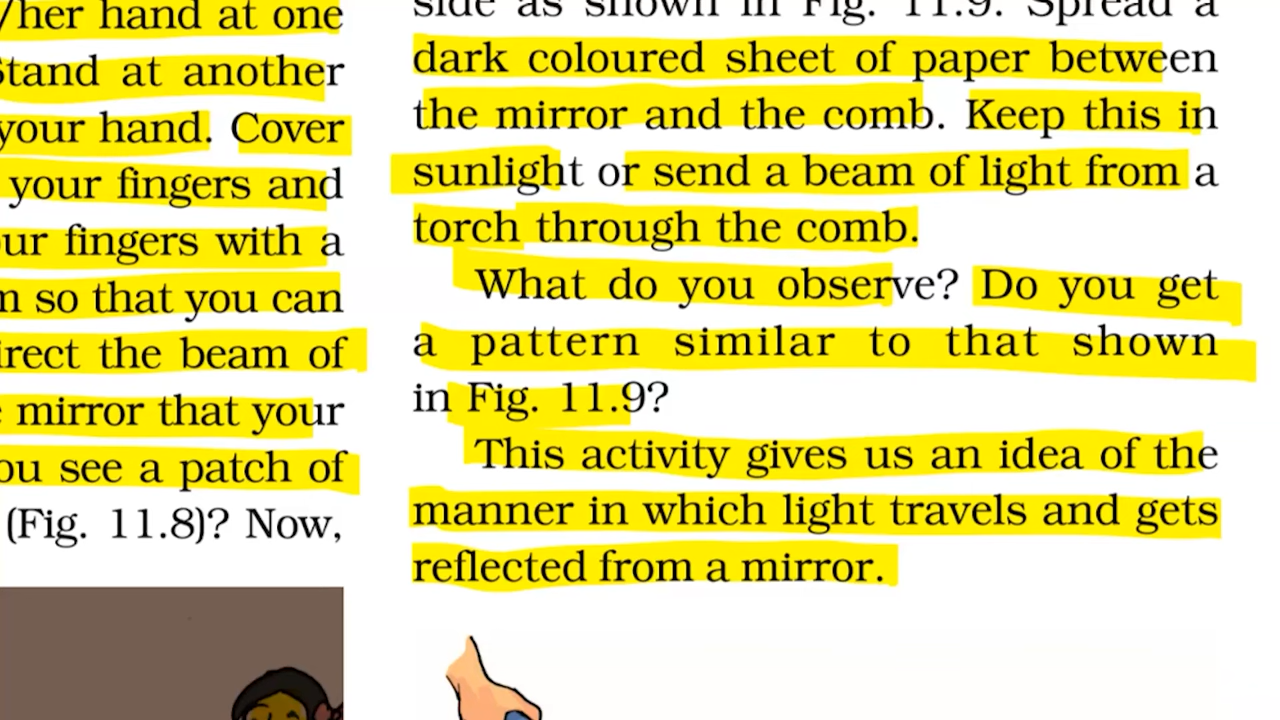 /her hand at one
Stand at another
your hand. Cover
your fingers and
ur fingers with a
so that you can
irect the beam of
mirror that your
ou see a patch of
(Fig. 11.8)? Now,
side as shown in Fig. 11.9. Spread a
dark coloured sheet of paper between
the mirror and the comb. Keep this in
sunlight or send a beam of light from a
torch through the comb.
What do you observe? Do you get
a pattern similar to that shown
in Fig. 11.9?
This activity gives us an idea of the
manner in which light travels and gets
reflected from a mirror.